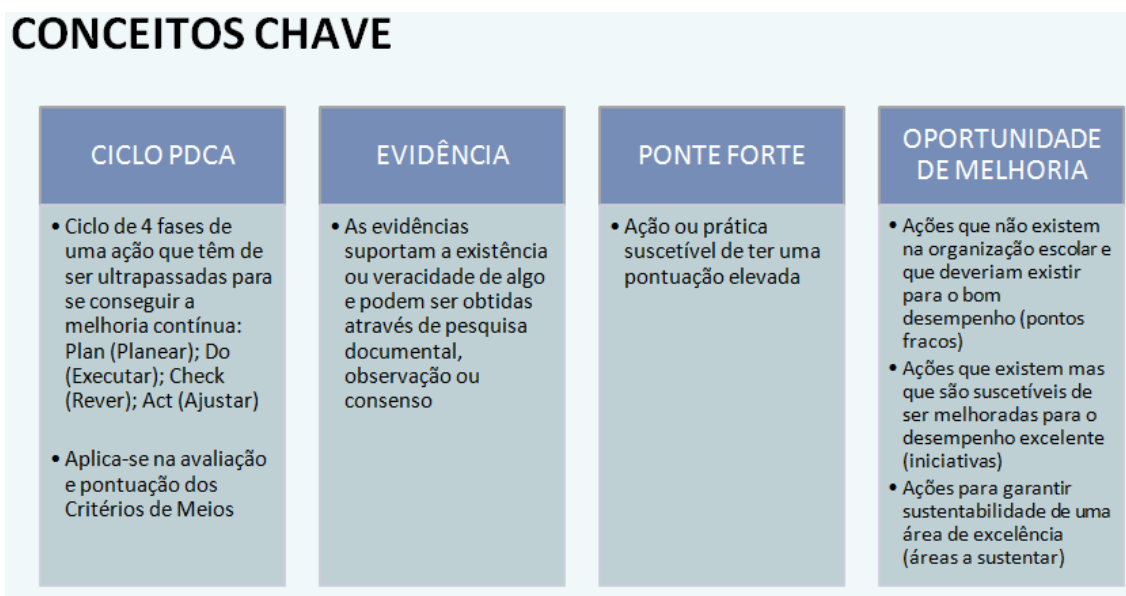 CONCEITOS CHAVE
CICLO PDCA
• Ciclo de 4 fases de
uma ação que têm de
ser ultrapassadas para
se conseguir a
melhoria contínua:
Plan (Planear); Do
(Executar); Check
(Rever); Act (Ajustar)
• Aplica-se na avaliação
e pontuação dos
Critérios de Meios
EVIDÊNCIA
• As evidências
suportam a existência
ou veracidade de algo
e podem ser obtidas
através de pesquisa
documental,
observação ou
consenso
PONTE FORTE
• Ação ou prática
suscetível de ter uma
pontuação elevada
OPORTUNIDADE
DE MELHORIA
• Ações que não existem
na organização escolar e
que deveriam existir
para o bom
desempenho (pontos
fracos)
• Ações que existem mas
que são suscetíveis de
ser melhoradas para o
desempenho excelente
(iniciativas)
• Ações para garantir
sustentabilidade de uma
área de excelência
(áreas a sustentar)